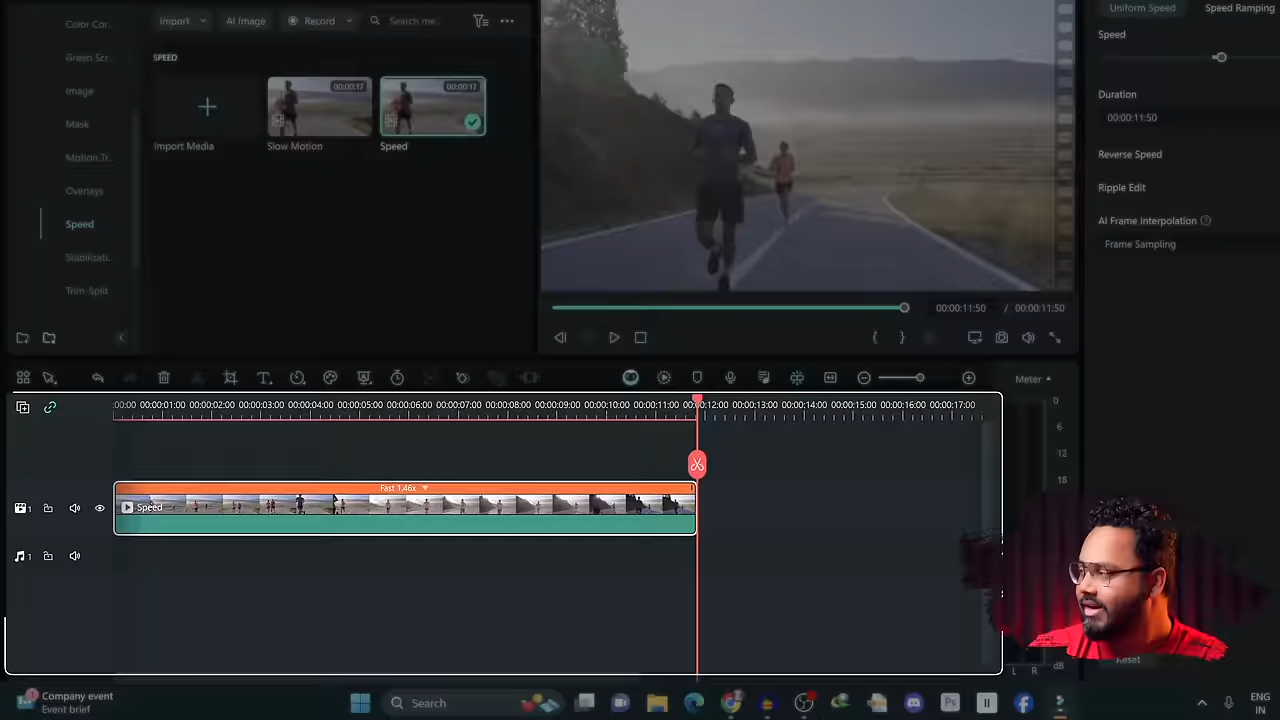 Color Cor..
Green Scr..
Image
Mask
Motion Tr..
Overlays
Speed
Stabilizati..
Trim-Split
Import
AI Image
Record
Search me..
SPEED
00:00:17
00:00:17
Import Media
Slow Motion
Speed
00:00:11:50 / 00:00:11:50
Uniform Speed
Speed Ramping
Speed
Duration
00:00:11:50
Reverse Speed
Ripple Edit
AI Frame Interpolation
Frame Sampling
Meter
:00:00 00:00:01:00 00:00:02:00 00:00:03:00 00:00:04:00 00:00:05:00 00:00:06:00 00:00:07:00 00:00:08:00 00:00:09:00 00:00:10:00 00:00:11:00 00:00:12:00 00:00:13:00 00:00:14:00 00:00:15:00 00:00:16:00 00:00:17:00
0
6
12
18
Fast 1.46x
Speed
1
1
L R dB
Reset
Company event
Event brief
1
Search
Ps
ENG
IN